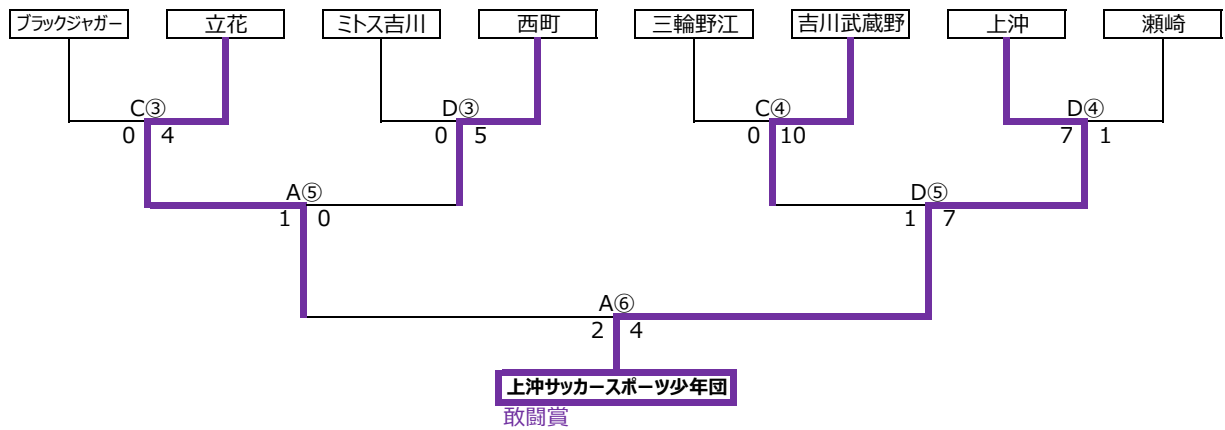 ブラックジャガー 立花 ミトス吉川 西町 三輪野江 吉川武蔵野 上沖 瀬崎
C③ D③ C④ D④
0 4 0 5 0 10 7 1
A⑤ D⑤
1 0 1 7
A⑥
2 4
上沖サッカースポーツ少年団
敢闘賞